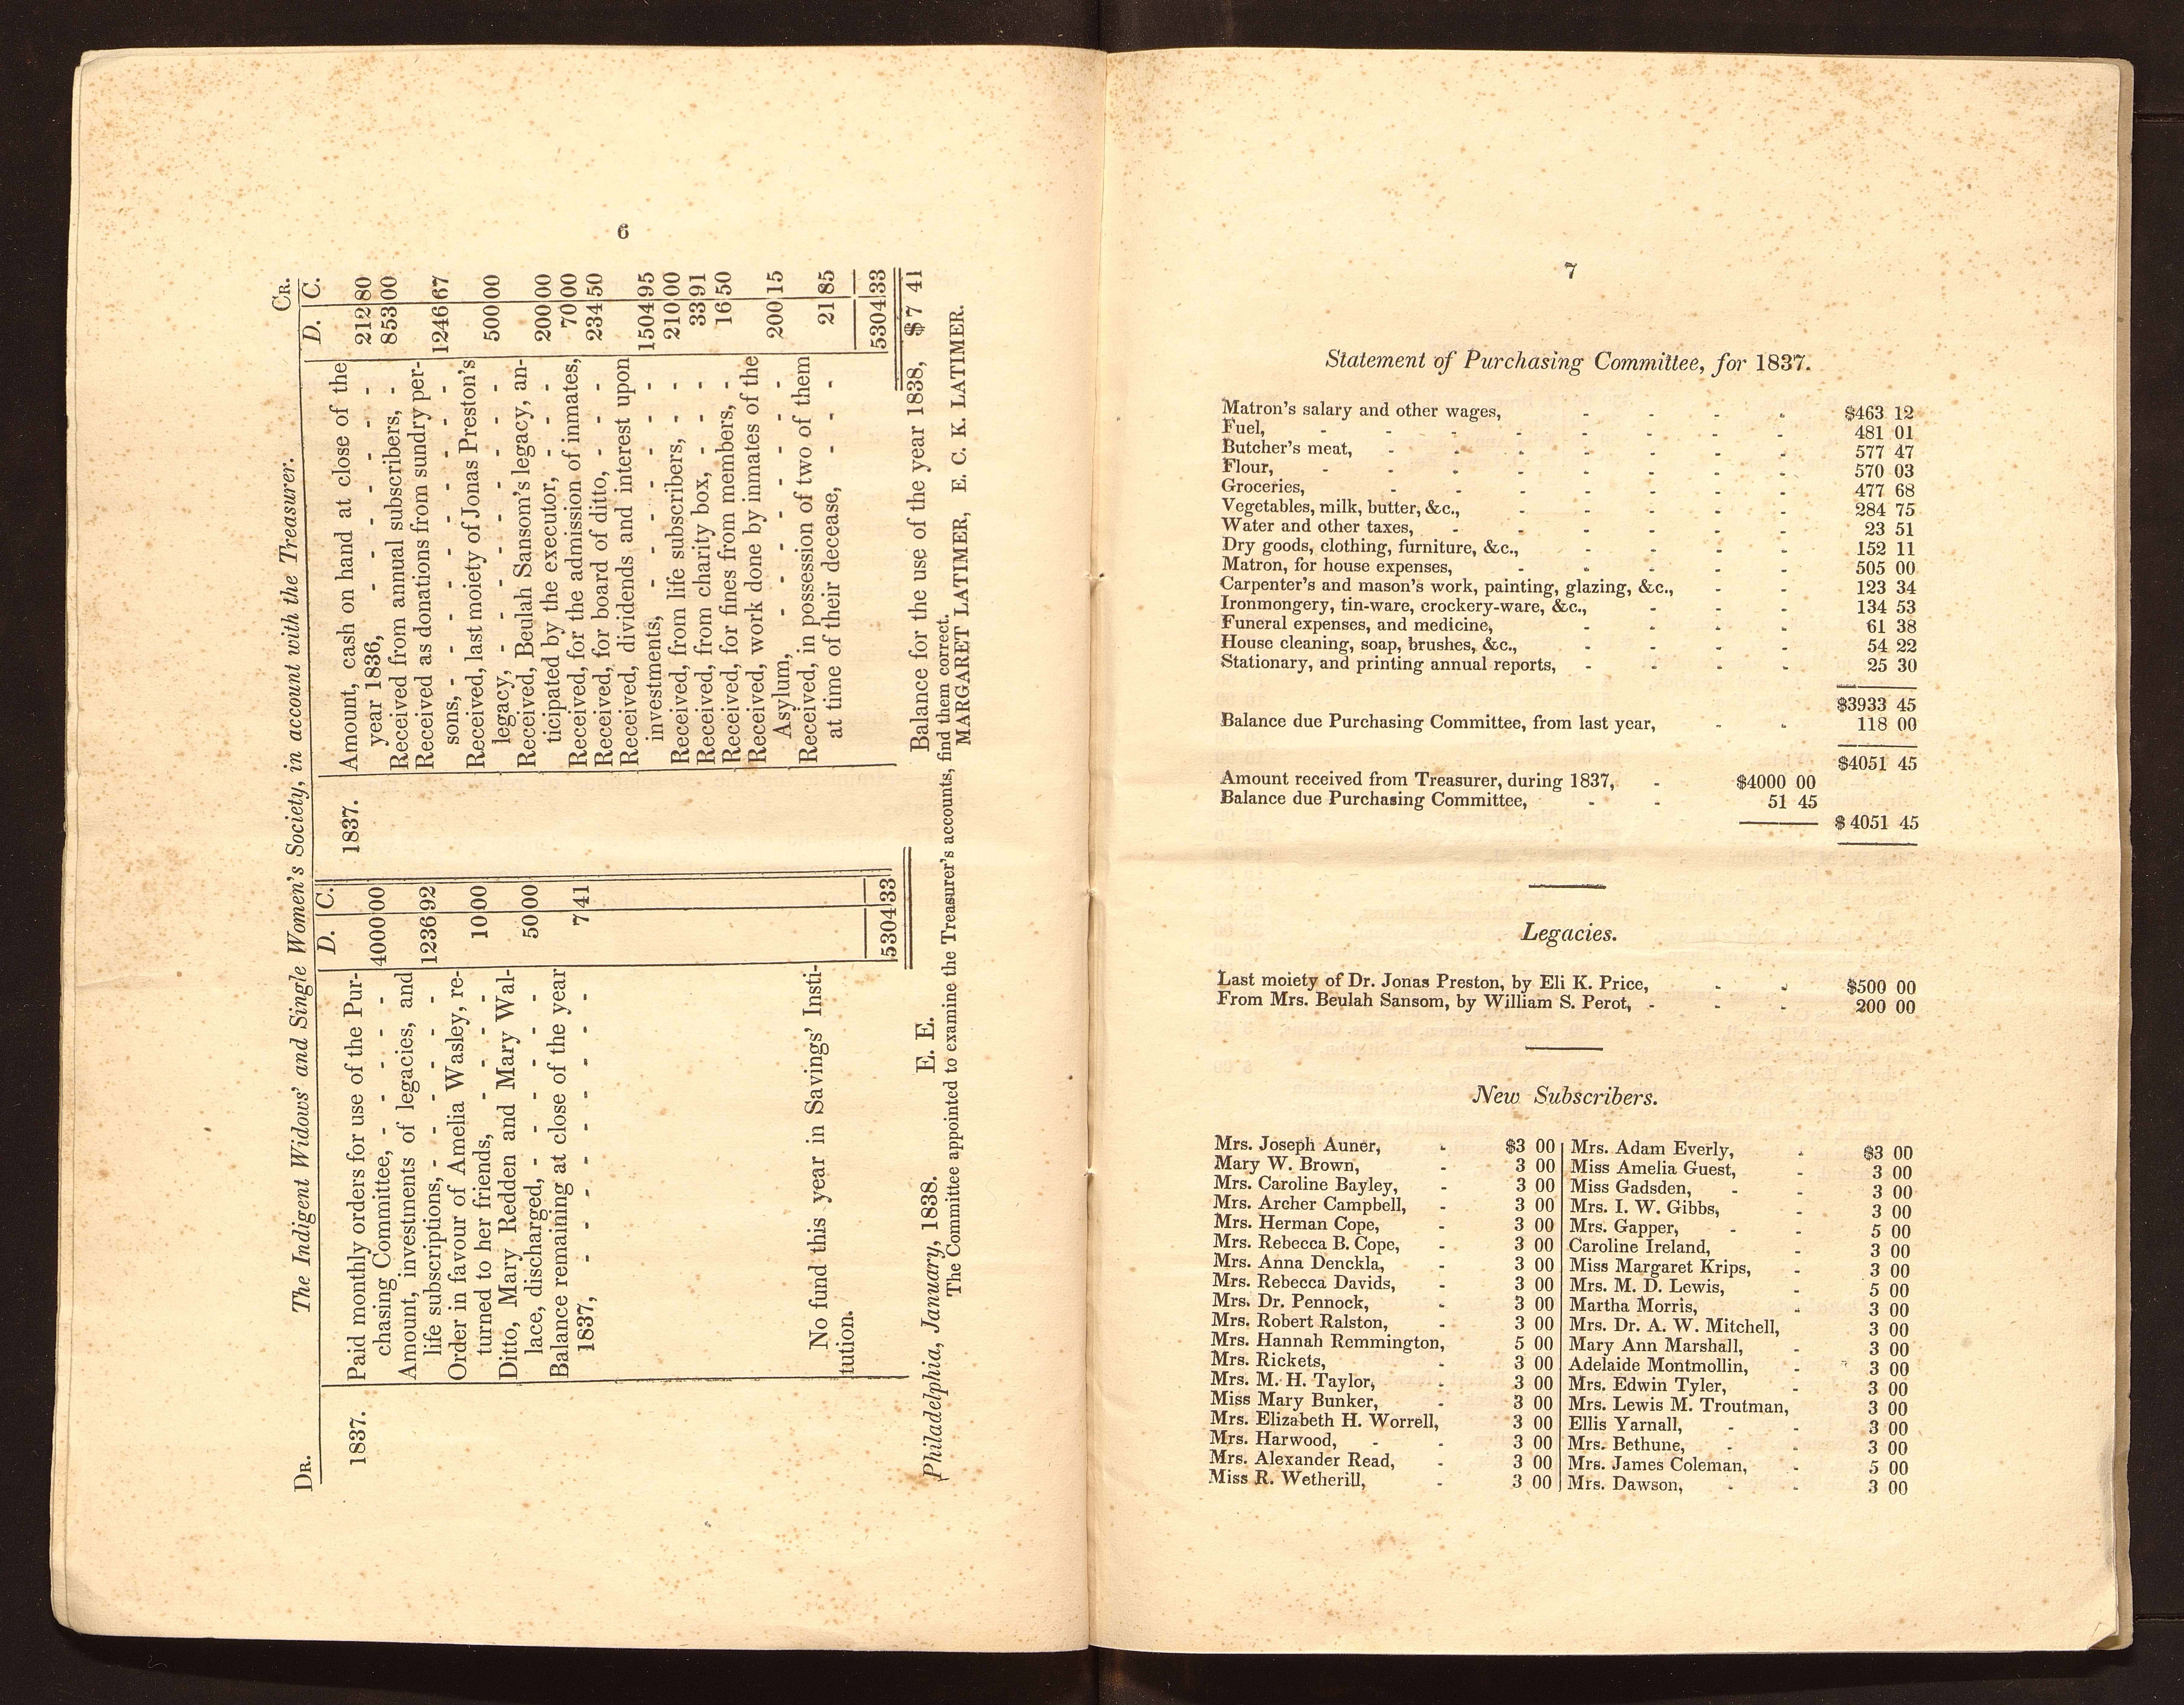 6
DR. The Indigent Widows' and Single Women's Society, in account with the Treasurer. CR.
D. C.
1837. Paid monthly orders for use of the Pur-
chasing Committee, - - - - - 4000 00
Amount, investments of legacies, and
life subscriptions, - - - - - 1236 92
Order in favour of Amelia Wasley, re-
turned to her friends, - - - - 10 00
Ditto, Mary Redden and Mary Wal-
lace, discharged, - - - - 50 00
Balance remaining at close of the year
1837, - - - - - - - 7 41
No fund this year in Savings' Insti-
tution.
5304 33
D. C.
1837. Amount, cash on hand at close of the
year 1836, - - - - - - 212 80
Received from annual subscribers, - 853 00
Received as donations from sundry per-
sons, - - - - - - - 1246 67
Received, last moiety of Jonas Preston's
legacy, - - - - - - 500 00
Received, Beulah Sansom's legacy, an-
ticipated by the executor, - - - 200 00
Received, for the admission of inmates, 70 00
Received, for board of ditto, - - - 234 50
Received, dividends and interest upon
investments, - - - - - 1504 95
Received, from life subscribers, - - 210 00
Received, from charity box, - - - 33 91
Received, for fines from members, - 16 50
Received, work done by inmates of the
Asylum, - - - - - - 200 15
Received, in possession of two of them
at time of their decease, - - - 21 85
5304 33
Balance for the use of the year 1838, $7 41
Philadelphia, January, 1838. E. E.
The Committee appointed to examine the Treasurer's accounts, find them correct.
MARGARET LATIMER, E. C. K. LATIMER.
7
Statement of Purchasing Committee, for 1837.
Matron's salary and other wages, - - - - $463 12
Fuel, - - - - - - - - 481 01
Butcher's meat, - - - - - - - 577 47
Flour, - - - - - - - - 570 03
Groceries, - - - - - - - 477 68
Vegetables, milk, butter, &c., - - - - - 284 75
Water and other taxes, - - - - - - 23 51
Dry goods, clothing, furniture, &c., - - - - 152 11
Matron, for house expenses, - - - - - 505 00
Carpenter's and mason's work, painting, glazing, &c., - - 123 34
Ironmongery, tin-ware, crockery-ware, &c., - - - 134 53
Funeral expenses, and medicine, - - - - 61 38
House cleaning, soap, brushes, &c., - - - - 54 22
Stationary, and printing annual reports, - - - - 25 30
$3933 45
Balance due Purchasing Committee, from last year, - - 118 00
$4051 45
Amount received from Treasurer, during 1837, - $4000 00
Balance due Purchasing Committee, - - 51 45
$4051 45
Legacies.
Last moiety of Dr. Jonas Preston, by Eli K. Price, - - $500 00
From Mrs. Beulah Sansom, by William S. Perot, - - - 200 00
New Subscribers.
Mrs. Joseph Auner, - $3 00
Mary W. Brown, - 3 00
Mrs. Caroline Bayley, - 3 00
Mrs. Archer Campbell, - 3 00
Mrs. Herman Cope, - 3 00
Mrs. Rebecca B. Cope, - 3 00
Mrs. Anna Denckla, - 3 00
Mrs. Rebecca Davids, - 3 00
Mrs. Dr. Pennock, - 3 00
Mrs. Robert Ralston, - 3 00
Mrs. Hannah Remmington, 5 00
Mrs. Rickets, - 3 00
Mrs. M. H. Taylor, - 3 00
Miss Mary Bunker, - 3 00
Mrs. Elizabeth H. Worrell, 3 00
Mrs. Harwood, - - 3 00
Mrs. Alexander Read, - 3 00
Miss R. Wetherill, - 3 00
Mrs. Adam Everly, - $3 00
Miss Amelia Guest, - 3 00
Miss Gadsden, - - 3 00
Mrs. I. W. Gibbs, - 3 00
Mrs. Gapper, - - 5 00
Caroline Ireland, - 3 00
Miss Margaret Krips, - 3 00
Mrs. M. D. Lewis, - 5 00
Martha Morris, - 3 00
Mrs. Dr. A. W. Mitchell, 3 00
Mary Ann Marshall, - 3 00
Adelaide Montmollin, - 3 00
Mrs. Edwin Tyler, - 3 00
Mrs. Lewis M. Troutman, 3 00
Ellis Yarnall, - - 3 00
Mrs. Bethune, - - 3 00
Mrs. James Coleman, - 5 00
Mrs. Dawson, - - 3 00